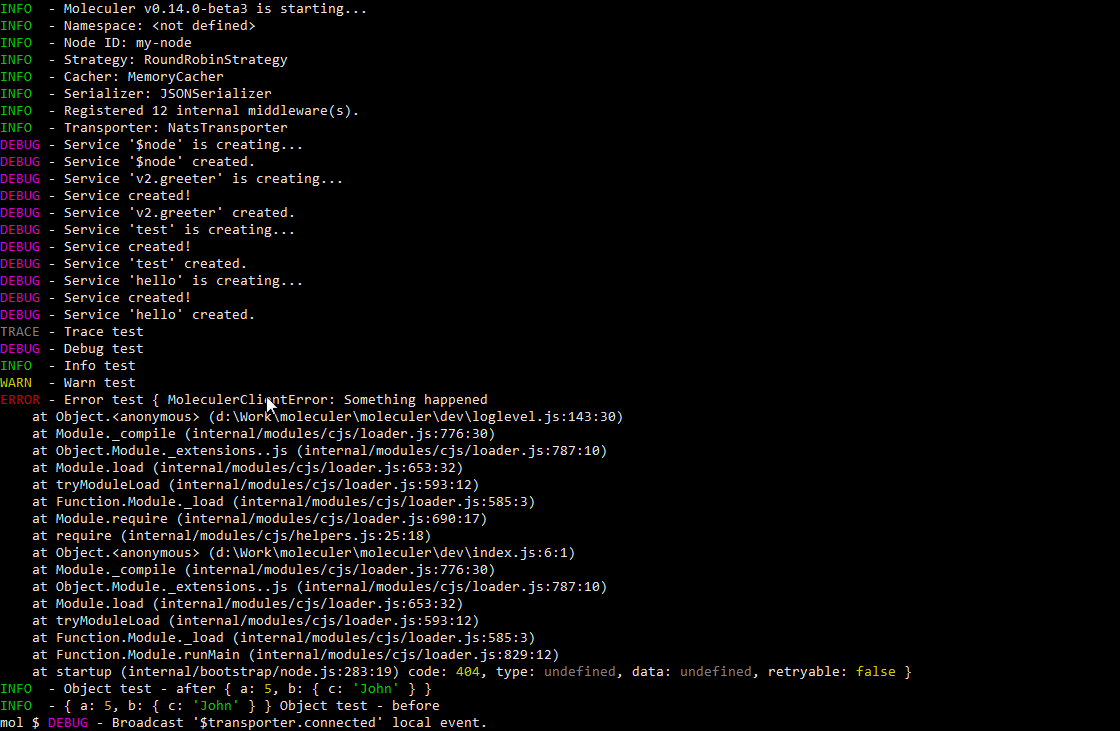 INFO  - Moleculer v0.14.0-beta3 is starting...
INFO  - Namespace: <not defined>
INFO  - Node ID: my-node
INFO  - Strategy: RoundRobinStrategy
INFO  - Cacher: MemoryCacher
INFO  - Serializer: JSONSerializer
INFO  - Registered 12 internal middleware(s).
INFO  - Transporter: NatsTransporter
DEBUG - Service '$node' is creating...
DEBUG - Service '$node' created.
DEBUG - Service 'v2.greeter' is creating...
DEBUG - Service created!
DEBUG - Service 'v2.greeter' created.
DEBUG - Service 'test' is creating...
DEBUG - Service created!
DEBUG - Service 'test' created.
DEBUG - Service 'hello' is creating...
DEBUG - Service created!
DEBUG - Service 'hello' created.
TRACE - Trace test
DEBUG - Debug test
INFO  - Info test
WARN  - Warn test
ERROR - Error test { MoleculerClientError: Something happened
    at Object.<anonymous> (d:\Work\moleculer\moleculer\dev\loglevel.js:143:30)
    at Module._compile (internal/modules/cjs/loader.js:776:30)
    at Object.Module._extensions..js (internal/modules/cjs/loader.js:787:10)
    at Module.load (internal/modules/cjs/loader.js:653:32)
    at tryModuleLoad (internal/modules/cjs/loader.js:593:12)
    at Function.Module._load (internal/modules/cjs/loader.js:585:3)
    at Module.require (internal/modules/cjs/loader.js:690:17)
    at require (internal/modules/cjs/helpers.js:25:18)
    at Object.<anonymous> (d:\Work\moleculer\moleculer\dev\index.js:6:1)
    at Module._compile (internal/modules/cjs/loader.js:776:30)
    at Object.Module._extensions..js (internal/modules/cjs/loader.js:787:10)
    at Module.load (internal/modules/cjs/loader.js:653:32)
    at tryModuleLoad (internal/modules/cjs/loader.js:593:12)
    at Function.Module._load (internal/modules/cjs/loader.js:585:3)
    at Function.Module.runMain (internal/modules/cjs/loader.js:829:12)
    at startup (internal/bootstrap/node.js:283:19) code: 404, type: undefined, data: undefined, retryable: false }
INFO  - Object test - after { a: 5, b: { c: 'John' } }
INFO  - { a: 5, b: { c: 'John' } } Object test - before
mol $ DEBUG - Broadcast '$transporter.connected' local event.